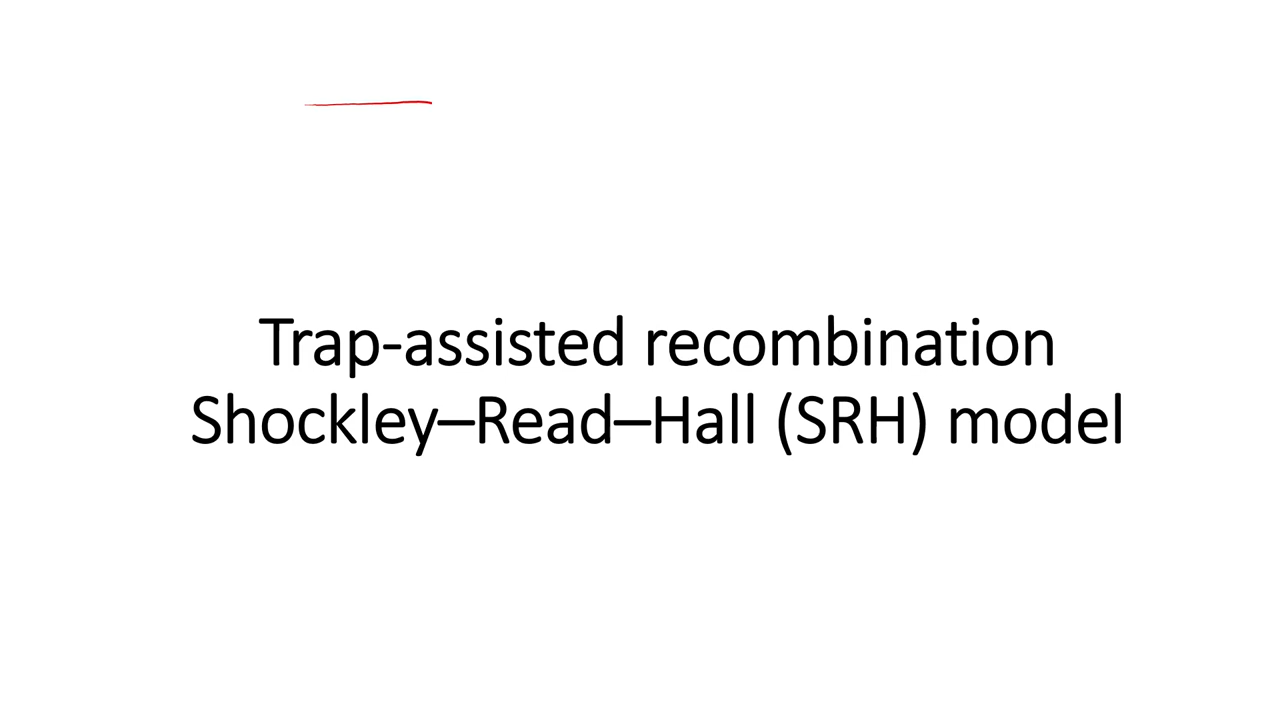 Trap-assisted recombination
Shockley–Read–Hall (SRH) model